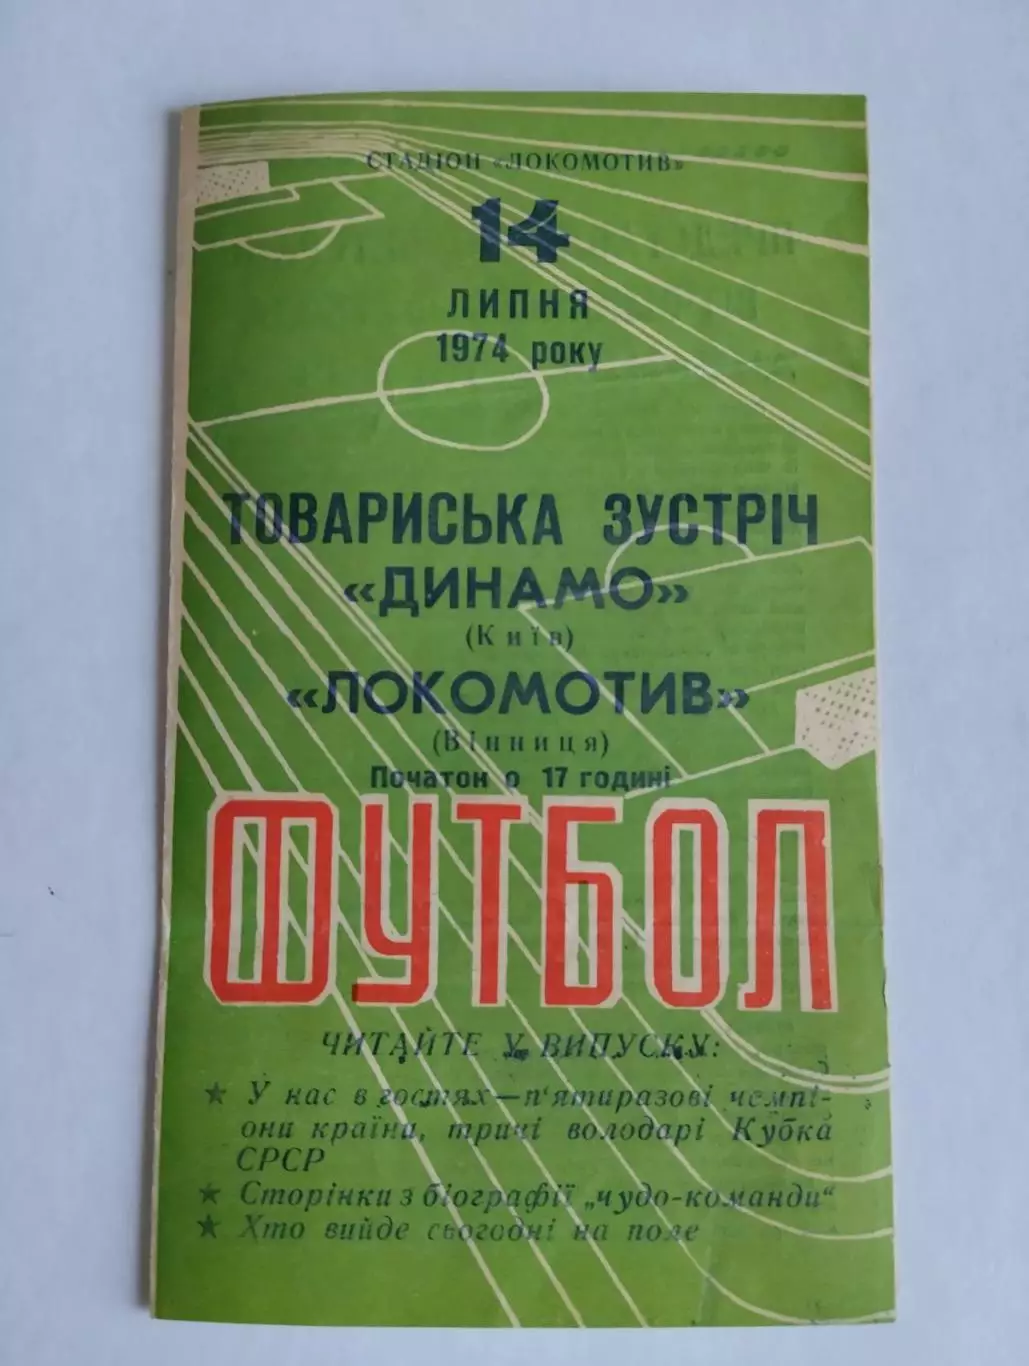 СТАДІОН «ЛОКОМОТИВ»
14
ЛИПНЯ
1974 року
ТОВАРИСЬКА ЗУСТРІЧ
«ДИНАМО»
(Київ)
«ЛОКОМОТИВ»
(Вінниця)
Початок о 17 годині
ФУТБОЛ
ЧИТАЙТЕ У ВИПУСКУ:
★ У нас в гостях—п'ятиразові чемпі-
они країни, тричі володарі Кубка
СРСР
★ Сторінки з біографії „чудо-команди"
★ Хто вийде сьогодні на поле